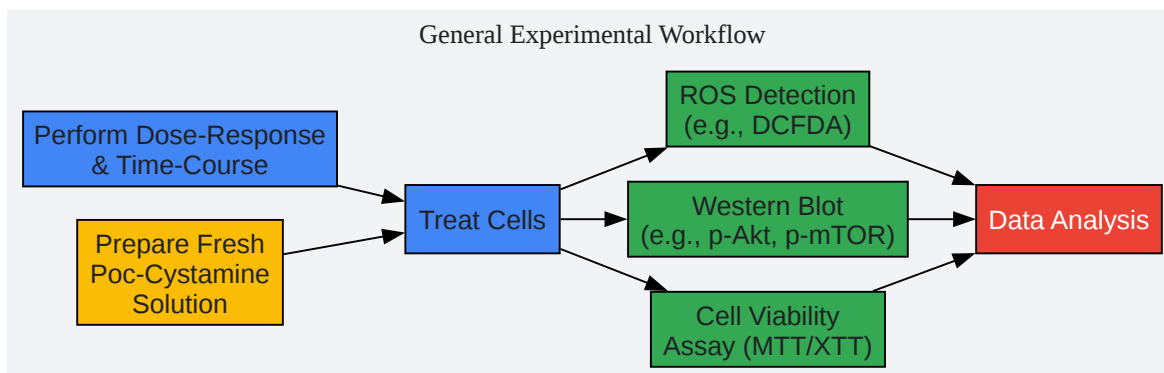 General Experimental Workflow
Perform Dose-Response
& Time-Course
Prepare Fresh
Poc-Cystamine
Solution
Treat Cells
ROS Detection
(e.g., DCFDA)
Western Blot
(e.g., p-Akt, p-mTOR)
Cell Viability
Assay (MTT/XTT)
Data Analysis